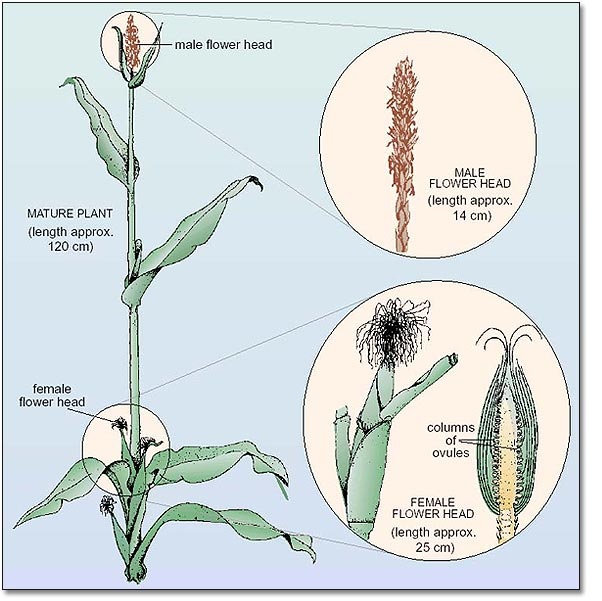 male flower head
MALE
FLOWER HEAD
(length approx.
14 cm)
MATURE PLANT
(length approx.
120 cm)
female
flower head
columns
of
ovules
FEMALE
FLOWER HEAD
(length approx.
25 cm)